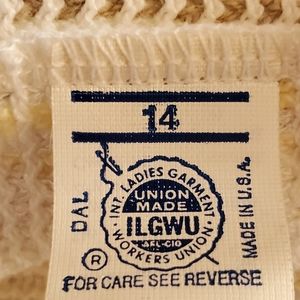 14
DAL
INT. LADIES GARMENT
UNION
MADE
ILGWU
AFL-CIO
WORKERS UNION
MADE IN U.S.A.
®
FOR CARE SEE REVERSE